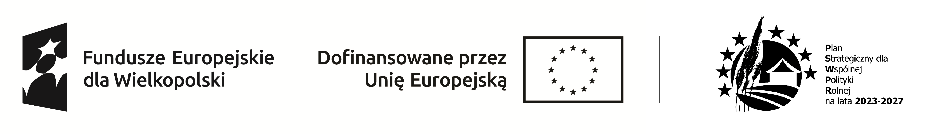 Fundusze Europejskie
dla Wielkopolski
Dofinansowane przez
Unię Europejską
Plan
Strategiczny dla
Wspólnej
Polityki
Rolnej
na lata 2023-2027